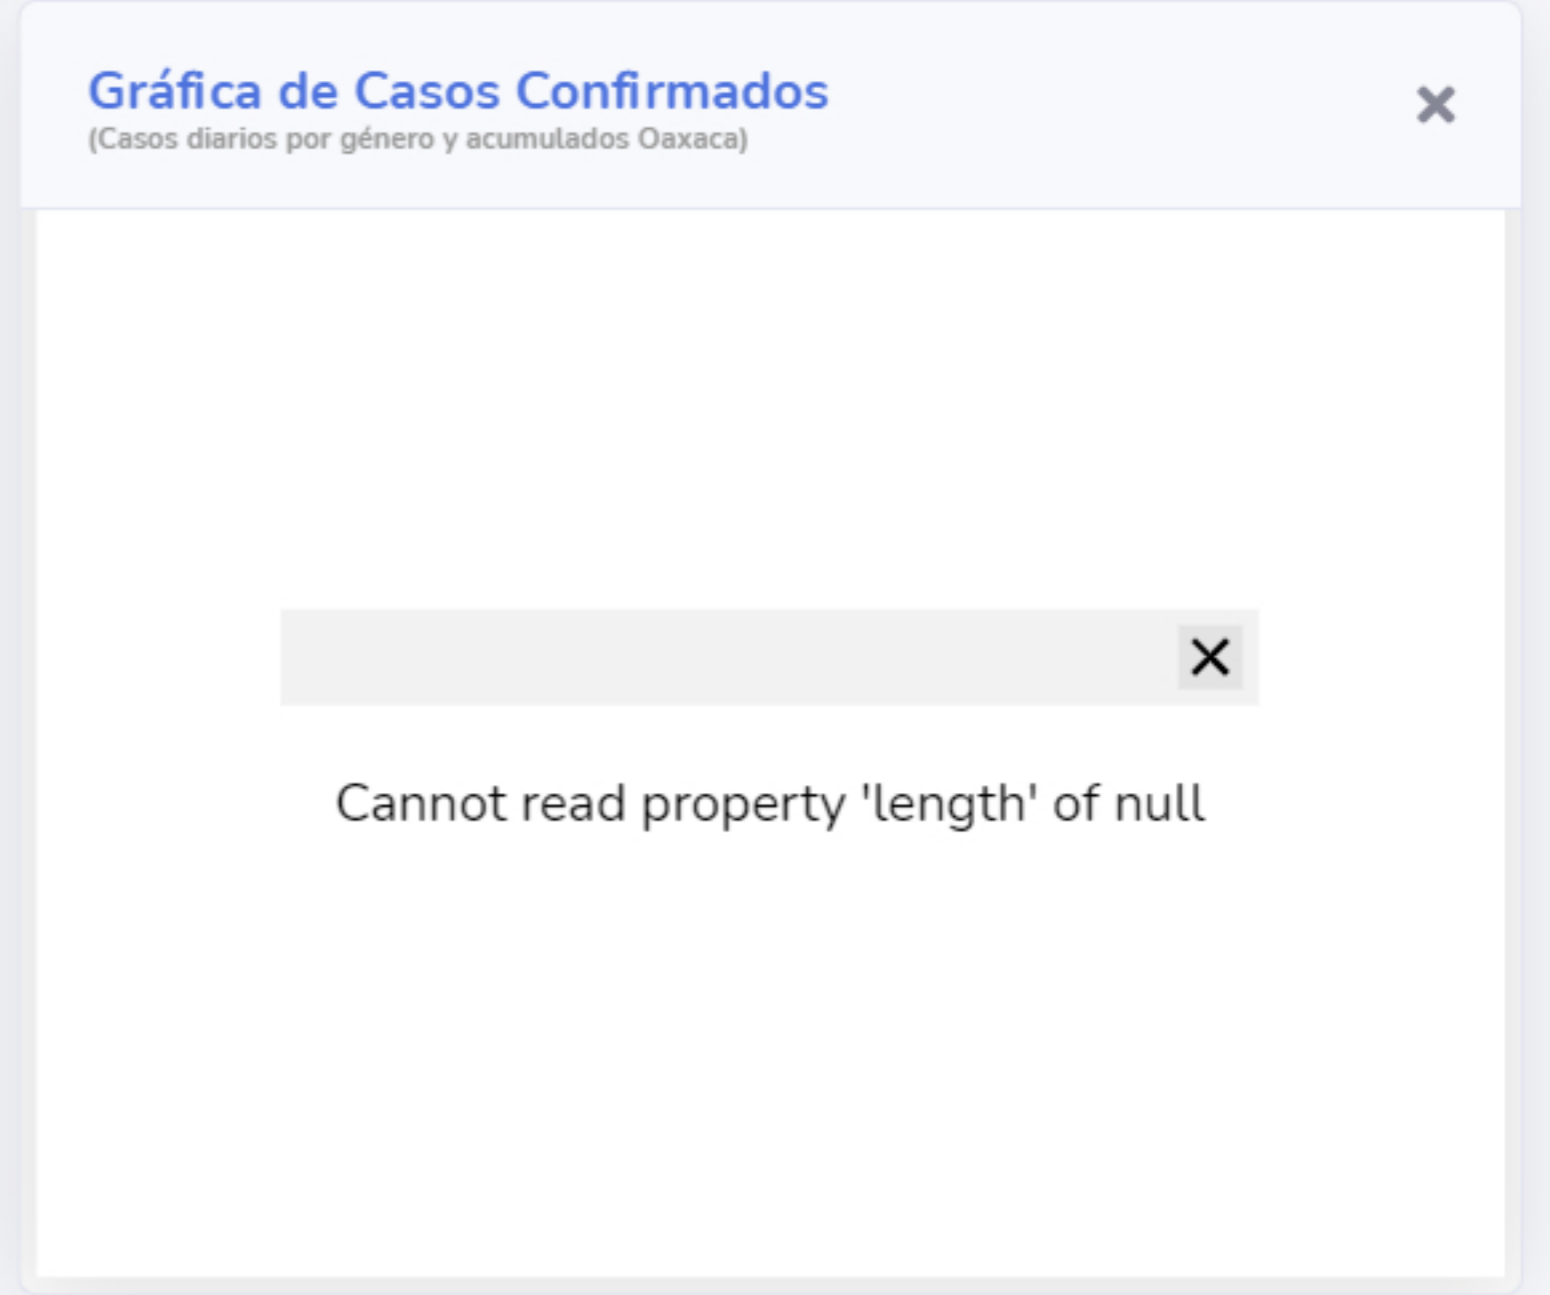 Gráfica de Casos Confirmados
(Casos diarios por género y acumulados Oaxaca)
Cannot read property 'length' of null